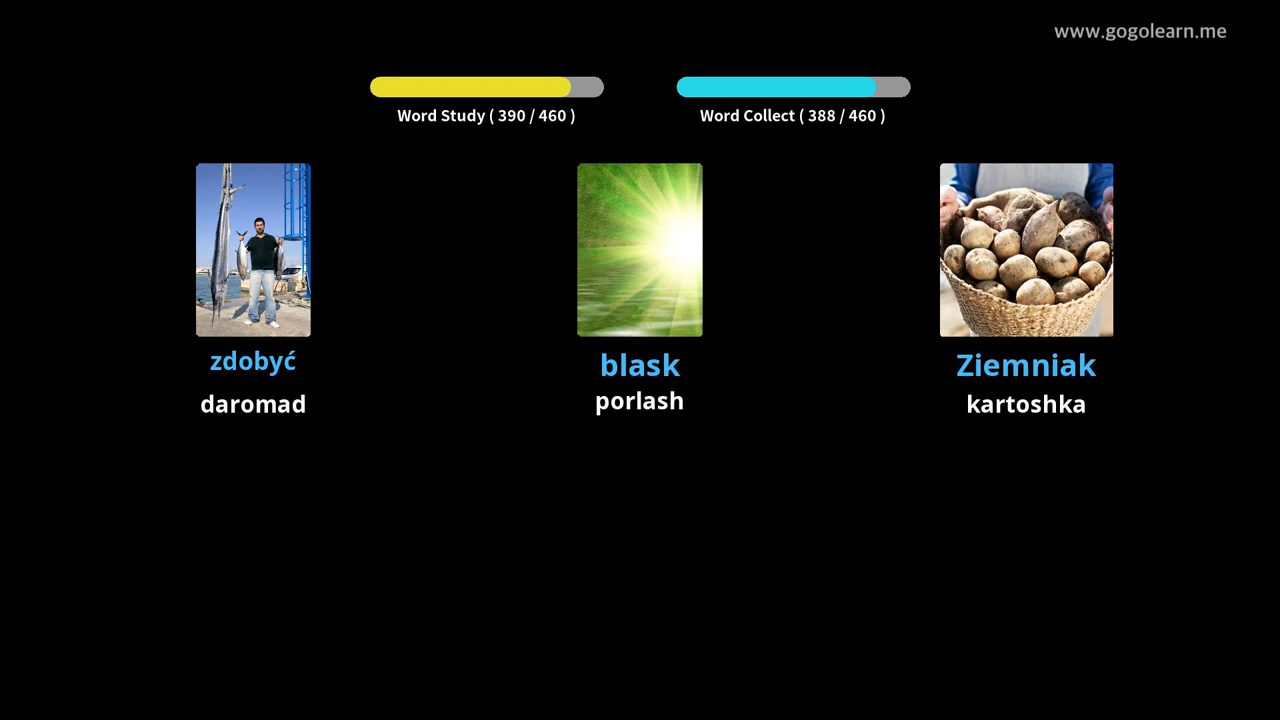 www.gogolearn.me
Word Study ( 390 / 460 )
Word Collect ( 388 / 460 )
zdobyć
blask
Ziemniak
daromad
porlash
kartoshka